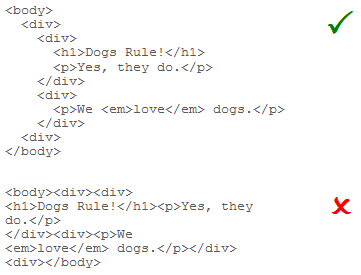 <body>
  <div>
    <div>
      <h1>Dogs Rule!</h1>
      <p>Yes, they do.</p>
    </div>
    <div>
      <p>We <em>love</em> dogs.</p>
    </div>
  <div>
</body>
<body><div><div>
<h1>Dogs Rule!</h1><p>Yes, they
do.</p>
</div><div><p>We
<em>love</em> dogs.</p></div>
<div></body>